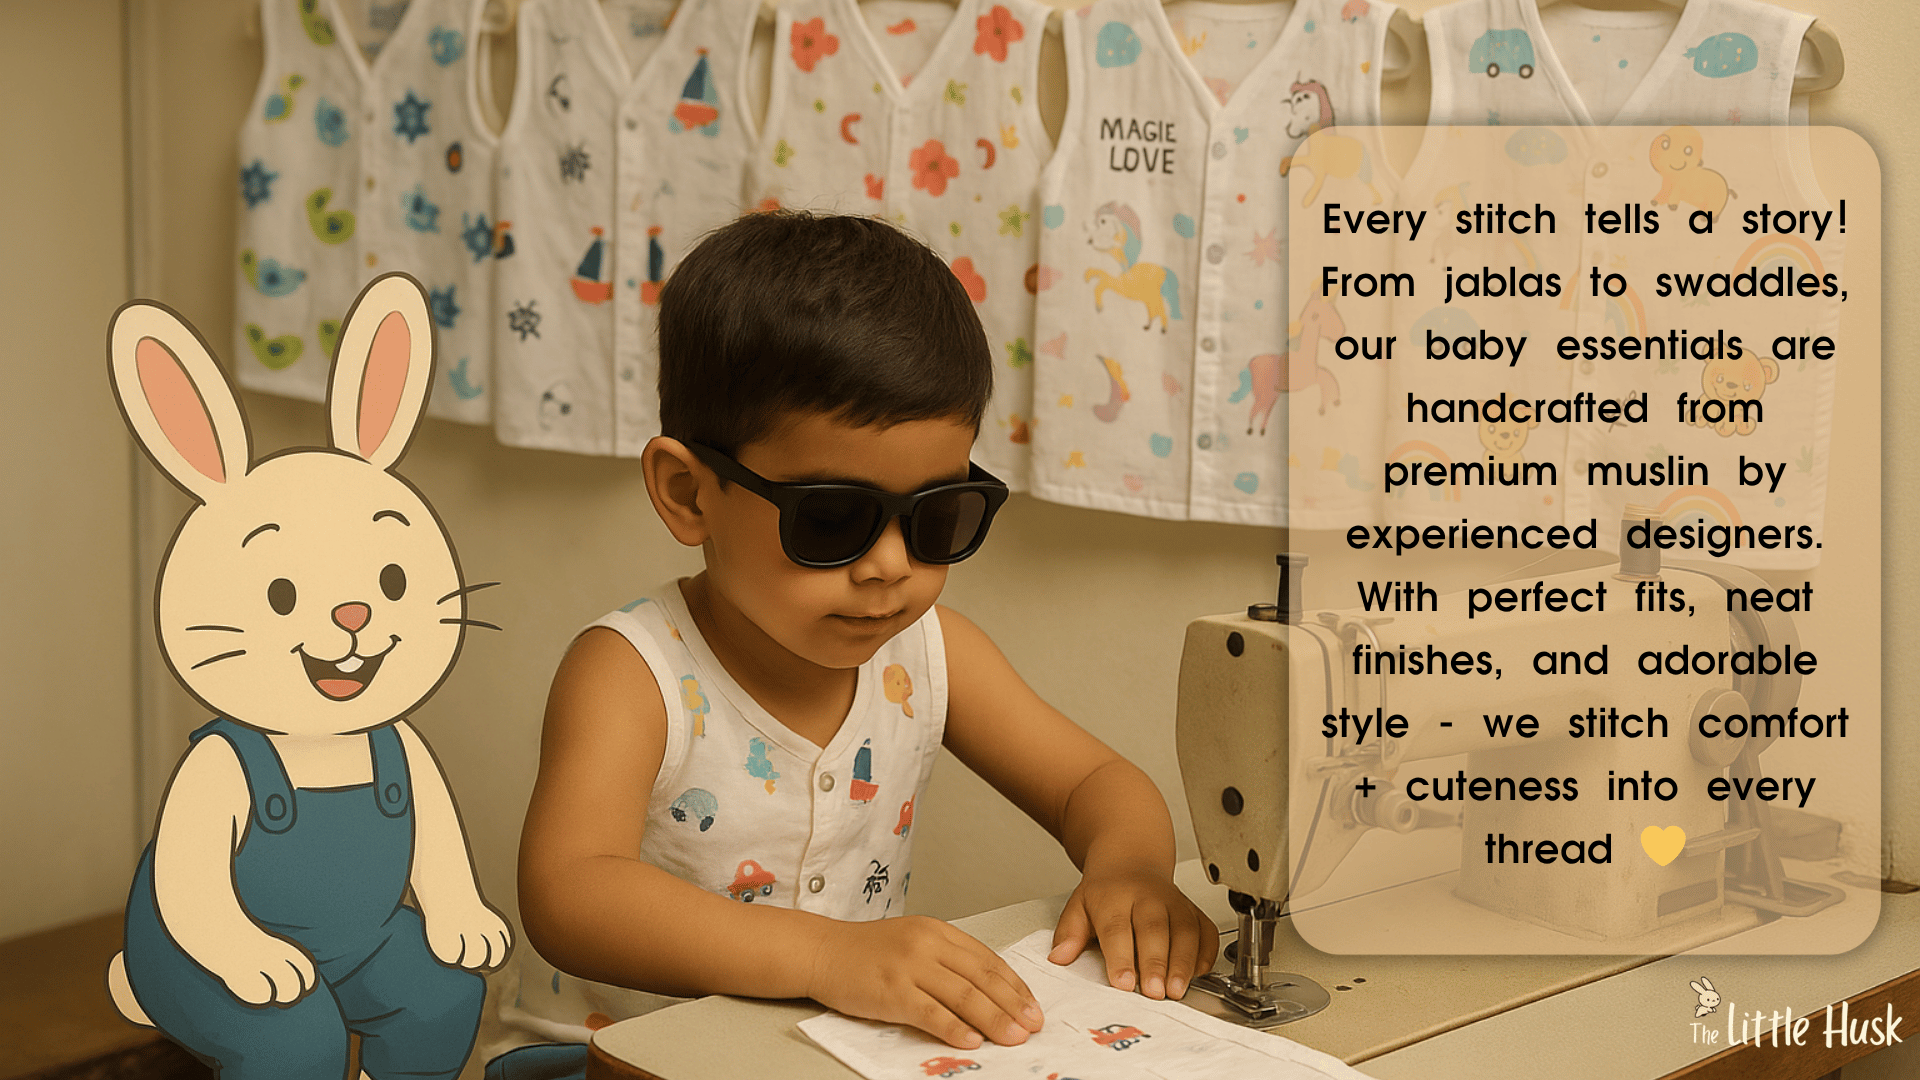 MAGIE
LOVE
Every stitch tells a story!
From jablas to swaddles,
our baby essentials are
handcrafted from
premium muslin by
experienced designers.
With perfect fits, neat
finishes, and adorable
style - we stitch comfort
+ cuteness into every
thread 💛
The Little Husk